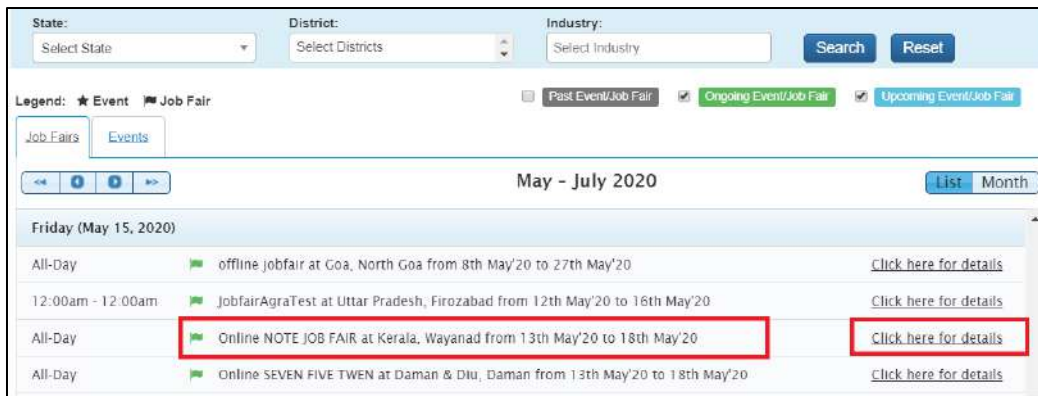 State: District: Industry:
Select State Select Districts Select Industry Search Reset
Legend: ★ Event Job Fair Past Event/Job Fair Ongoing Event/Job Fair Upcoming Event/Job Fair
Job Fairs Events
May - July 2020 List Month
Friday (May 15, 2020)
All-Day offline jobfair at Goa, North Goa from 8th May'20 to 27th May'20 Click here for details
12:00am - 12:00am JobfairAgraTest at Uttar Pradesh, Firozabad from 12th May'20 to 16th May'20 Click here for details
All-Day Online NOTE JOB FAIR at Kerala, Wayanad from 13th May'20 to 18th May'20 Click here for details
All-Day Online SEVEN FIVE TWEN at Daman & Diu, Daman from 13th May'20 to 18th May'20 Click here for details